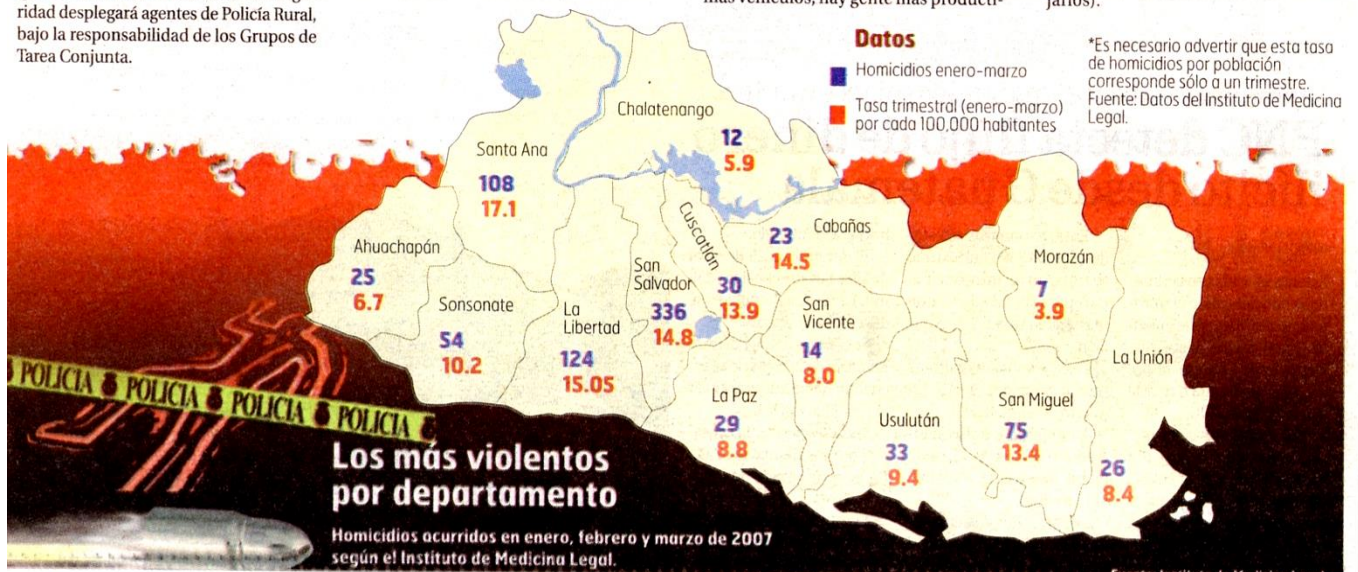 ridad desplegará agentes de Policía Rural,
bajo la responsabilidad de los Grupos de
Tarea Conjunta.
más vehículos, hay gente más producti-
jarios).
Datos
Homicidios enero-marzo
Tasa trimestral (enero-marzo)
por cada 100,000 habitantes
*Es necesario advertir que esta tasa
de homicidios por población
corresponde sólo a un trimestre.
Fuente: Datos del Instituto de Medicina
Legal.
Chalatenango
12
5.9
Santa Ana
108
17.1
Ahuachapán
25
6.7
Sonsonate
54
10.2
La
Libertad
124
15.05
San
Salvador
336
14.8
Cuscatlán
30
13.9
Cabañas
23
14.5
San
Vicente
14
8.0
La Paz
29
8.8
Usulután
33
9.4
San Miguel
75
13.4
Morazán
7
3.9
La Unión
26
8.4
POLICIA POLICIA POLICIA POLICIA
Los más violentos
por departamento
Homicidios ocurridos en enero, febrero y marzo de 2007
según el Instituto de Medicina Legal.